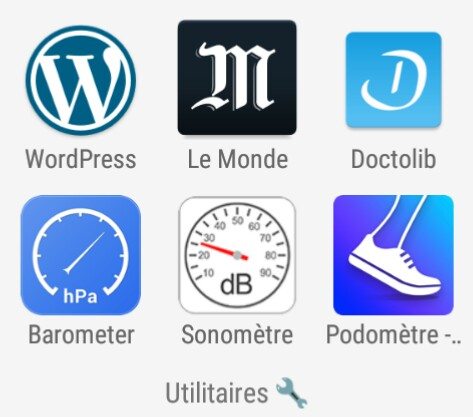 WordPress
Le Monde
Doctolib
hPa
10 20 30 40 50 60 70 80 90
dB
Barometer
Sonomètre
Podomètre -..
Utilitaires 🔧